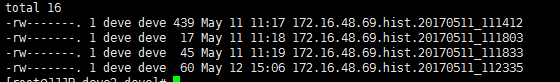 total 16
-rw-------. 1 deve deve 439 May 11 11:17 172.16.48.69.hist.20170511_111412
-rw-------. 1 deve deve  17 May 11 11:18 172.16.48.69.hist.20170511_111803
-rw-------. 1 deve deve  45 May 11 11:19 172.16.48.69.hist.20170511_111833
-rw-------. 1 deve deve  60 May 12 15:06 172.16.48.69.hist.20170511_112335